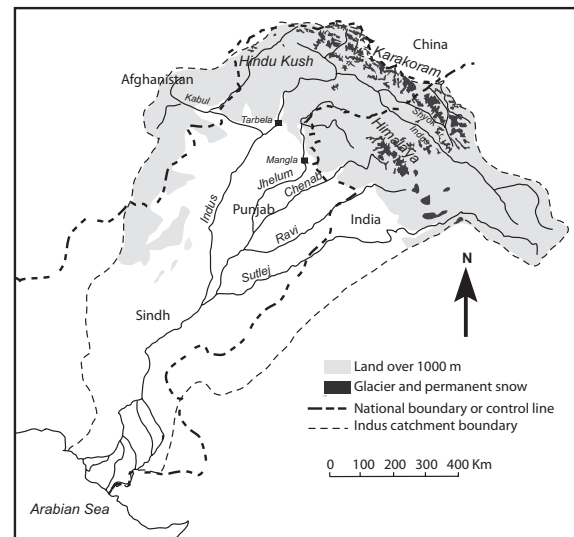 China
Karakoram
Hindu Kush
Afghanistan
Kabul
Shyok
Indus
Himalaya
Tarbela
Mangla
Jhelum
Chenab
Indus
Punjab
India
Ravi
Sutlej
N
Sindh
Land over 1000 m
Glacier and permanent snow
National boundary or control line
Indus catchment boundary
0 100 200 300 400 Km
Arabian Sea